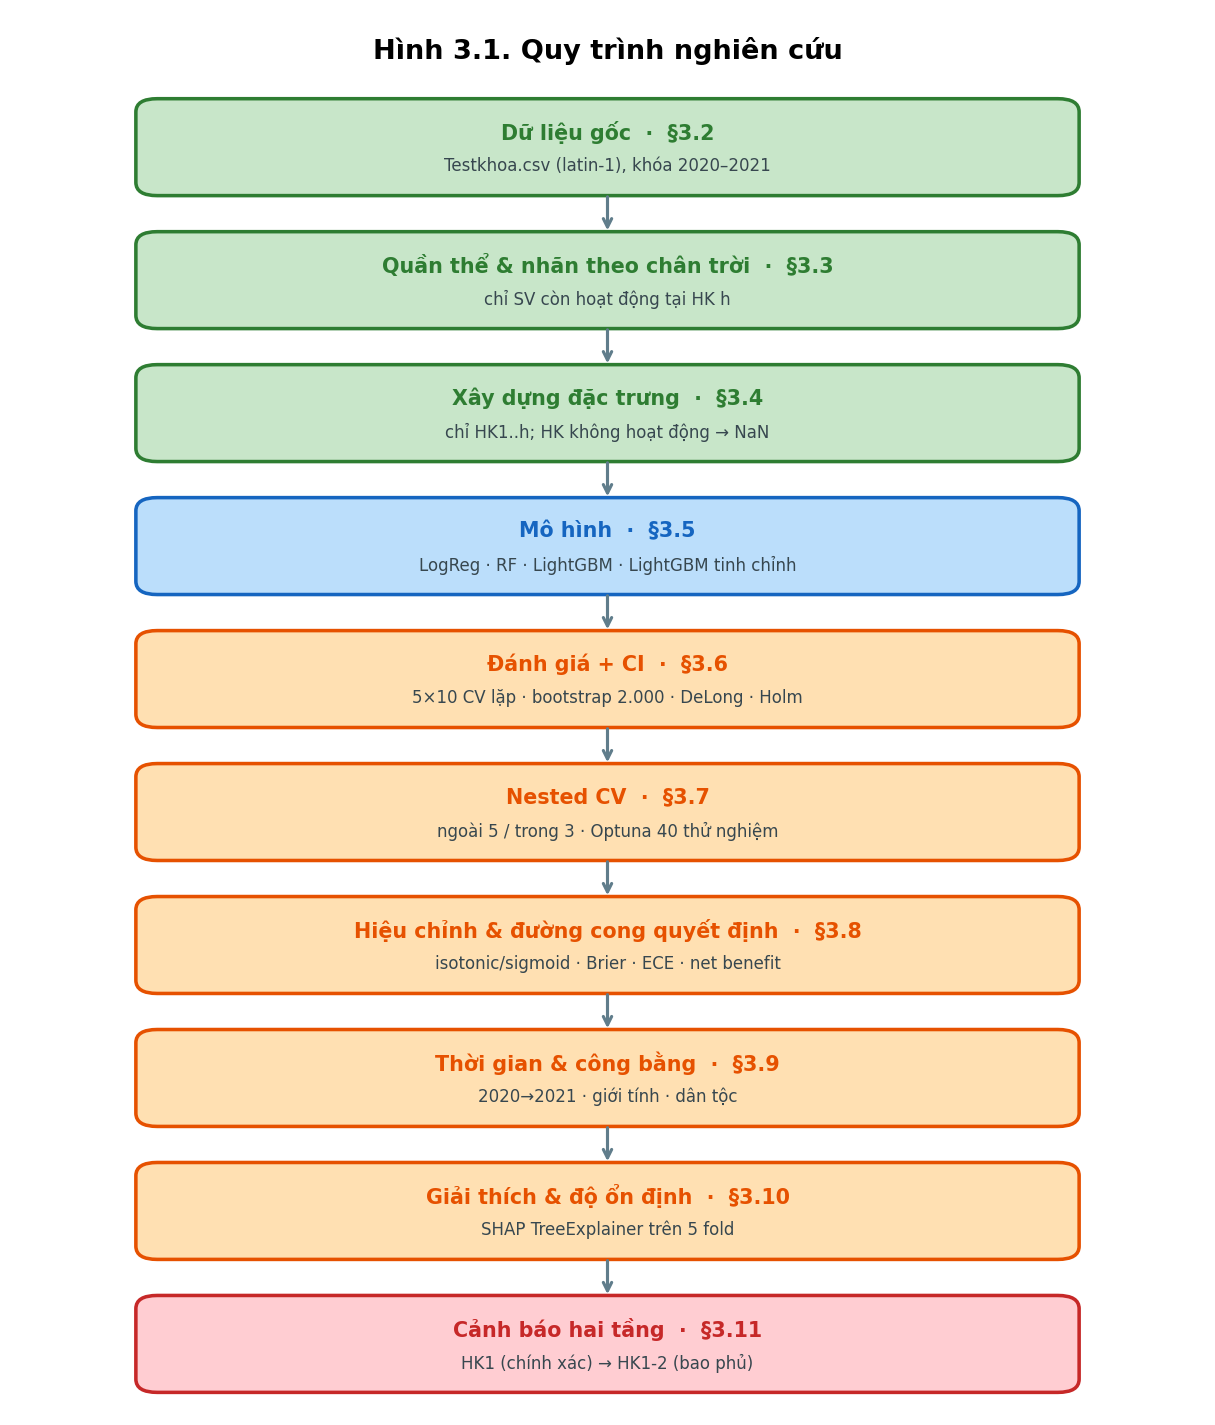 Hình 3.1. Quy trình nghiên cứu
Dữ liệu gốc · §3.2
Testkhoa.csv (latin-1), khóa 2020–2021
Quần thể & nhãn theo chân trời · §3.3
chỉ SV còn hoạt động tại HK h
Xây dựng đặc trưng · §3.4
chỉ HK1..h; HK không hoạt động → NaN
Mô hình · §3.5
LogReg · RF · LightGBM · LightGBM tinh chỉnh
Đánh giá + CI · §3.6
5×10 CV lặp · bootstrap 2.000 · DeLong · Holm
Nested CV · §3.7
ngoài 5 / trong 3 · Optuna 40 thử nghiệm
Hiệu chỉnh & đường cong quyết định · §3.8
isotonic/sigmoid · Brier · ECE · net benefit
Thời gian & công bằng · §3.9
2020→2021 · giới tính · dân tộc
Giải thích & độ ổn định · §3.10
SHAP TreeExplainer trên 5 fold
Cảnh báo hai tầng · §3.11
HK1 (chính xác) → HK1-2 (bao phủ)